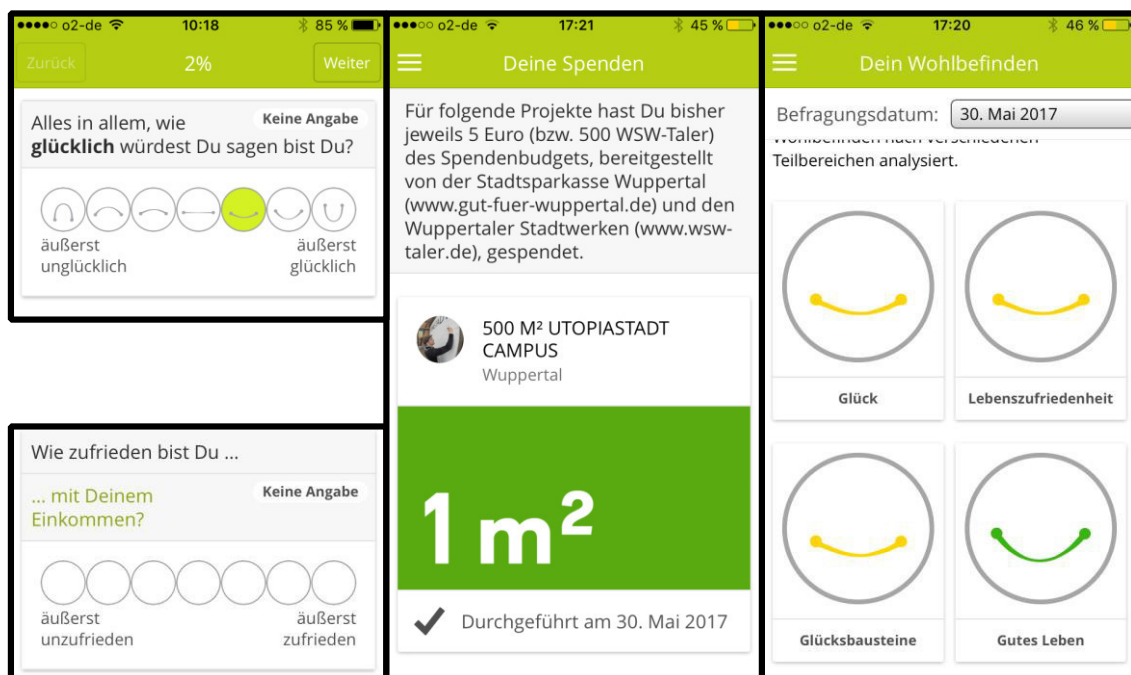 o2-de 10:18 85 %
Zurück 2% Weiter
Alles in allem, wie Keine Angabe
glücklich würdest Du sagen bist Du?
äußerst äußerst
unglücklich glücklich
Wie zufrieden bist Du ...
... mit Deinem Keine Angabe
Einkommen?
äußerst äußerst
unzufrieden zufrieden
o2-de 17:21 45 %
Deine Spenden
Für folgende Projekte hast Du bisher
jeweils 5 Euro (bzw. 500 WSW-Taler)
des Spendenbudgets, bereitgestellt
von der Stadtsparkasse Wuppertal
(www.gut-fuer-wuppertal.de) und den
Wuppertaler Stadtwerken (www.wsw-
taler.de), gespendet.
500 M² UTOPIASTADT
CAMPUS
Wuppertal
1 m²
Durchgeführt am 30. Mai 2017
o2-de 17:20 46 %
Dein Wohlbefinden
Befragungsdatum: 30. Mai 2017
Wohlbefinden nach verschiedenen
Teilbereichen analysiert.
Glück Lebenszufriedenheit
Glücksbausteine Gutes Leben